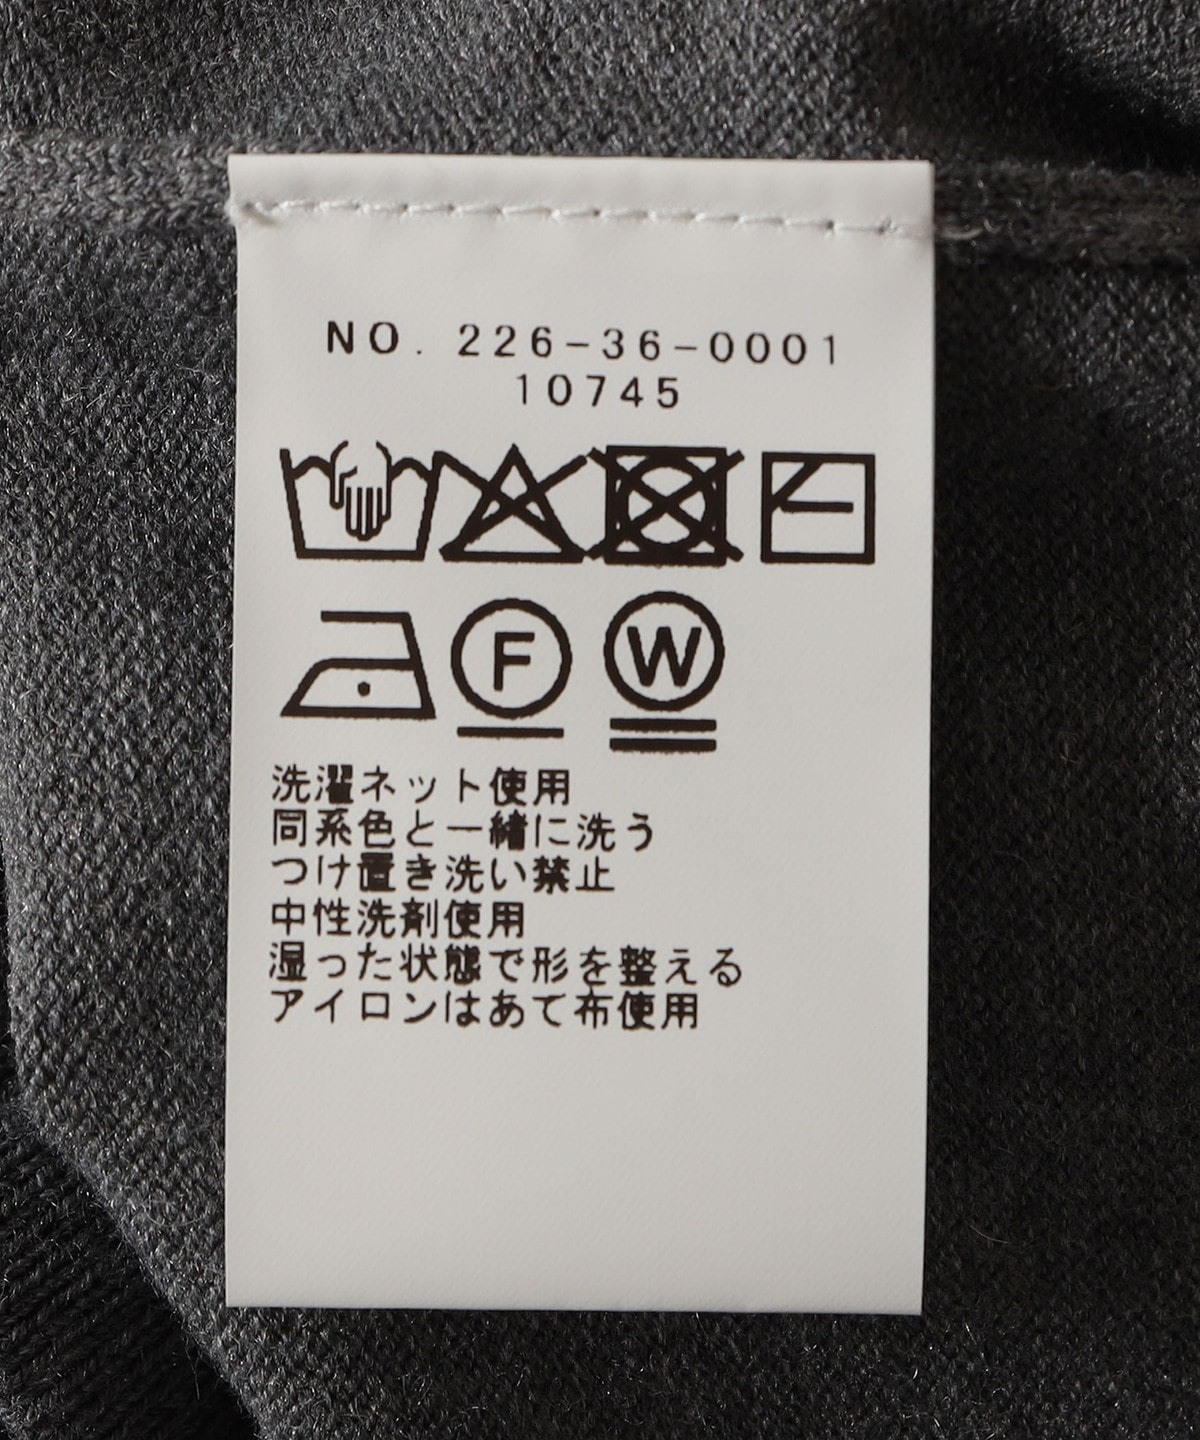 NO. 226-36-0001
10745
F W
洗濯ネット使用
同系色と一緒に洗う
つけ置き洗い禁止
中性洗剤使用
湿った状態で形を整える
アイロンはあて布使用